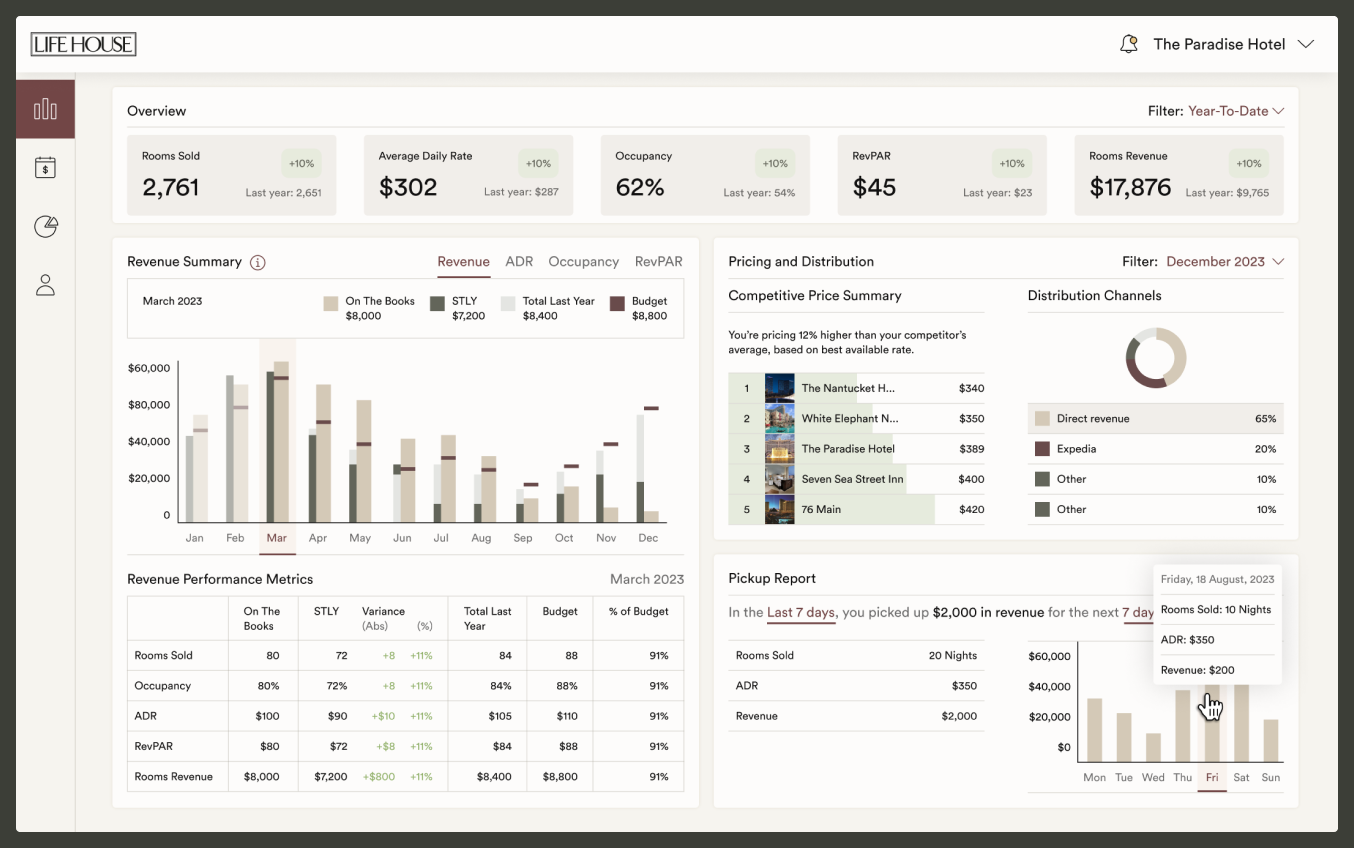 LIFE HOUSE
The Paradise Hotel
Overview
Filter: Year-To-Date
Rooms Sold
+10%
2,761
Last year: 2,651
Average Daily Rate
+10%
$302
Last year: $287
Occupancy
+10%
62%
Last year: 54%
RevPAR
+10%
$45
Last year: $23
Rooms Revenue
+10%
$17,876
Last year: $9,765
Revenue Summary
Revenue ADR Occupancy RevPAR
March 2023
On The Books
$8,000
STLY
$7,200
Total Last Year
$8,400
Budget
$8,800
$60,000
$80,000
$40,000
$20,000
0
Jan Feb Mar Apr May Jun Jul Aug Sep Oct Nov Dec
Revenue Performance Metrics
March 2023
On The Books STLY Variance (Abs) (%) Total Last Year Budget % of Budget
Rooms Sold 80 72 +8 +11% 84 88 91%
Occupancy 80% 72% +8 +11% 84% 88% 91%
ADR $100 $90 +$10 +11% $105 $110 91%
RevPAR $80 $72 +$8 +11% $84 $88 91%
Rooms Revenue $8,000 $7,200 +$800 +11% $8,400 $8,800 91%
Pricing and Distribution
Filter: December 2023
Competitive Price Summary
You're pricing 12% higher than your competitor's
average, based on best available rate.
1 The Nantucket H... $340
2 White Elephant N... $350
3 The Paradise Hotel $389
4 Seven Sea Street Inn $400
5 76 Main $420
Distribution Channels
Direct revenue 65%
Expedia 20%
Other 10%
Other 10%
Pickup Report
In the Last 7 days, you picked up $2,000 in revenue for the next 7 day
Rooms Sold 20 Nights
ADR $350
Revenue $2,000
Friday, 18 August, 2023
Rooms Sold: 10 Nights
ADR: $350
Revenue: $200
$60,000
$40,000
$20,000
$0
Mon Tue Wed Thu Fri Sat Sun